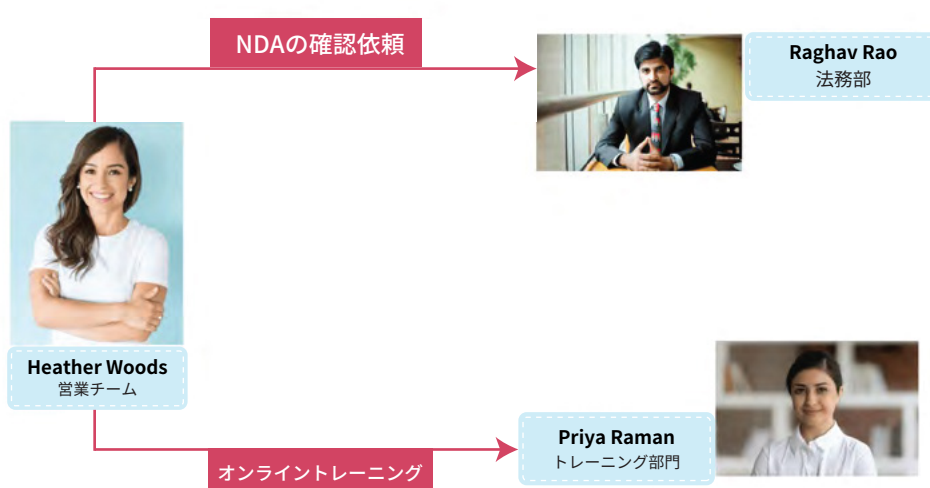 NDAの確認依頼
Raghav Rao
法務部
Heather Woods
営業チーム
Priya Raman
トレーニング部門
オンライントレーニング